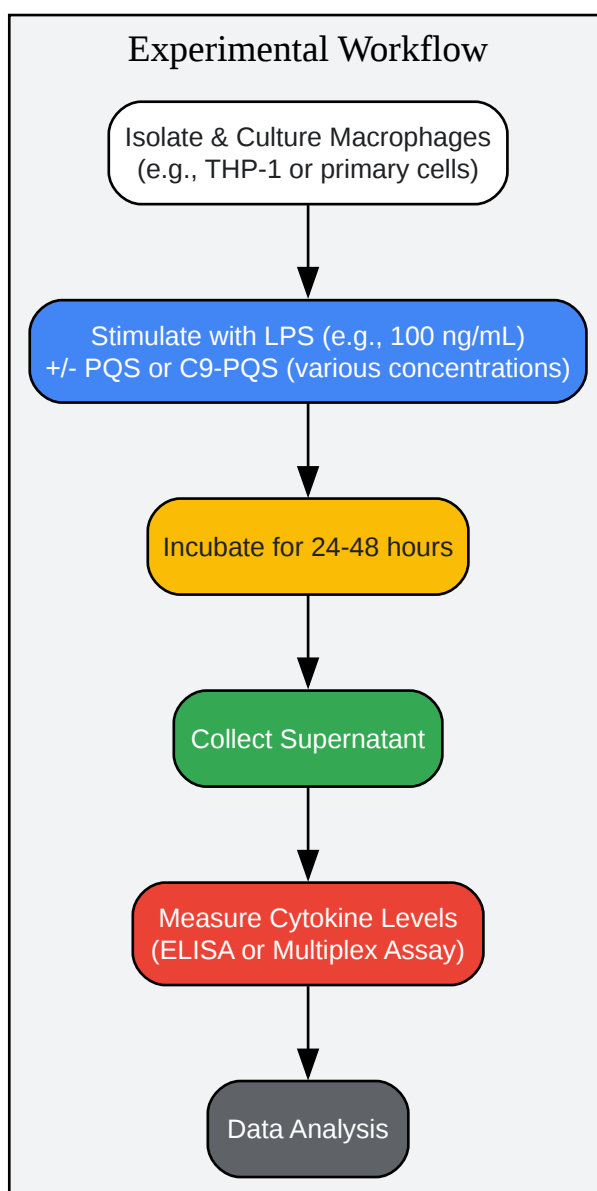 Experimental Workflow
Isolate & Culture Macrophages
(e.g., THP-1 or primary cells)
Stimulate with LPS (e.g., 100 ng/mL)
+/- PQS or C9-PQS (various concentrations)
Incubate for 24-48 hours
Collect Supernatant
Measure Cytokine Levels
(ELISA or Multiplex Assay)
Data Analysis